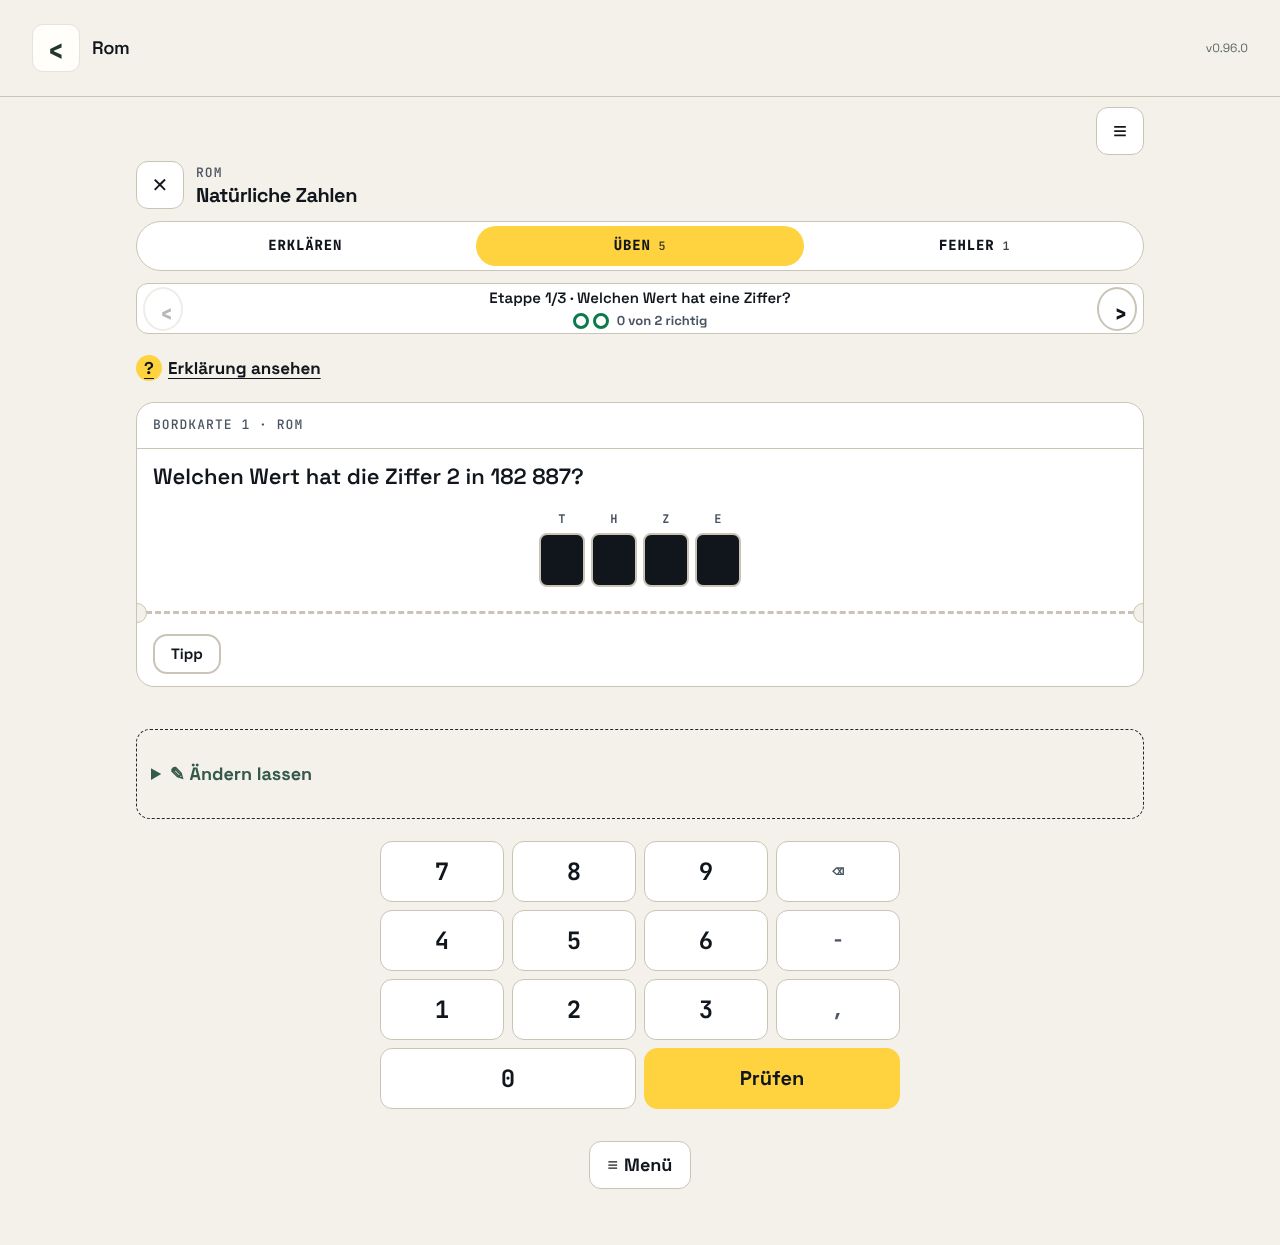 <
Rom
v0.96.0
≡
✕
ROM
Natürliche Zahlen
ERKLÄREN
ÜBEN 5
FEHLER 1
<
Etappe 1/3 · Welchen Wert hat eine Ziffer?
0 von 2 richtig
>
? Erklärung ansehen
BORDKARTE 1 · ROM
Welchen Wert hat die Ziffer 2 in 182 887?
T H Z E
Tipp
▶ ✎ Ändern lassen
7 8 9 ⌫
4 5 6 -
1 2 3 ,
0 Prüfen
≡ Menü